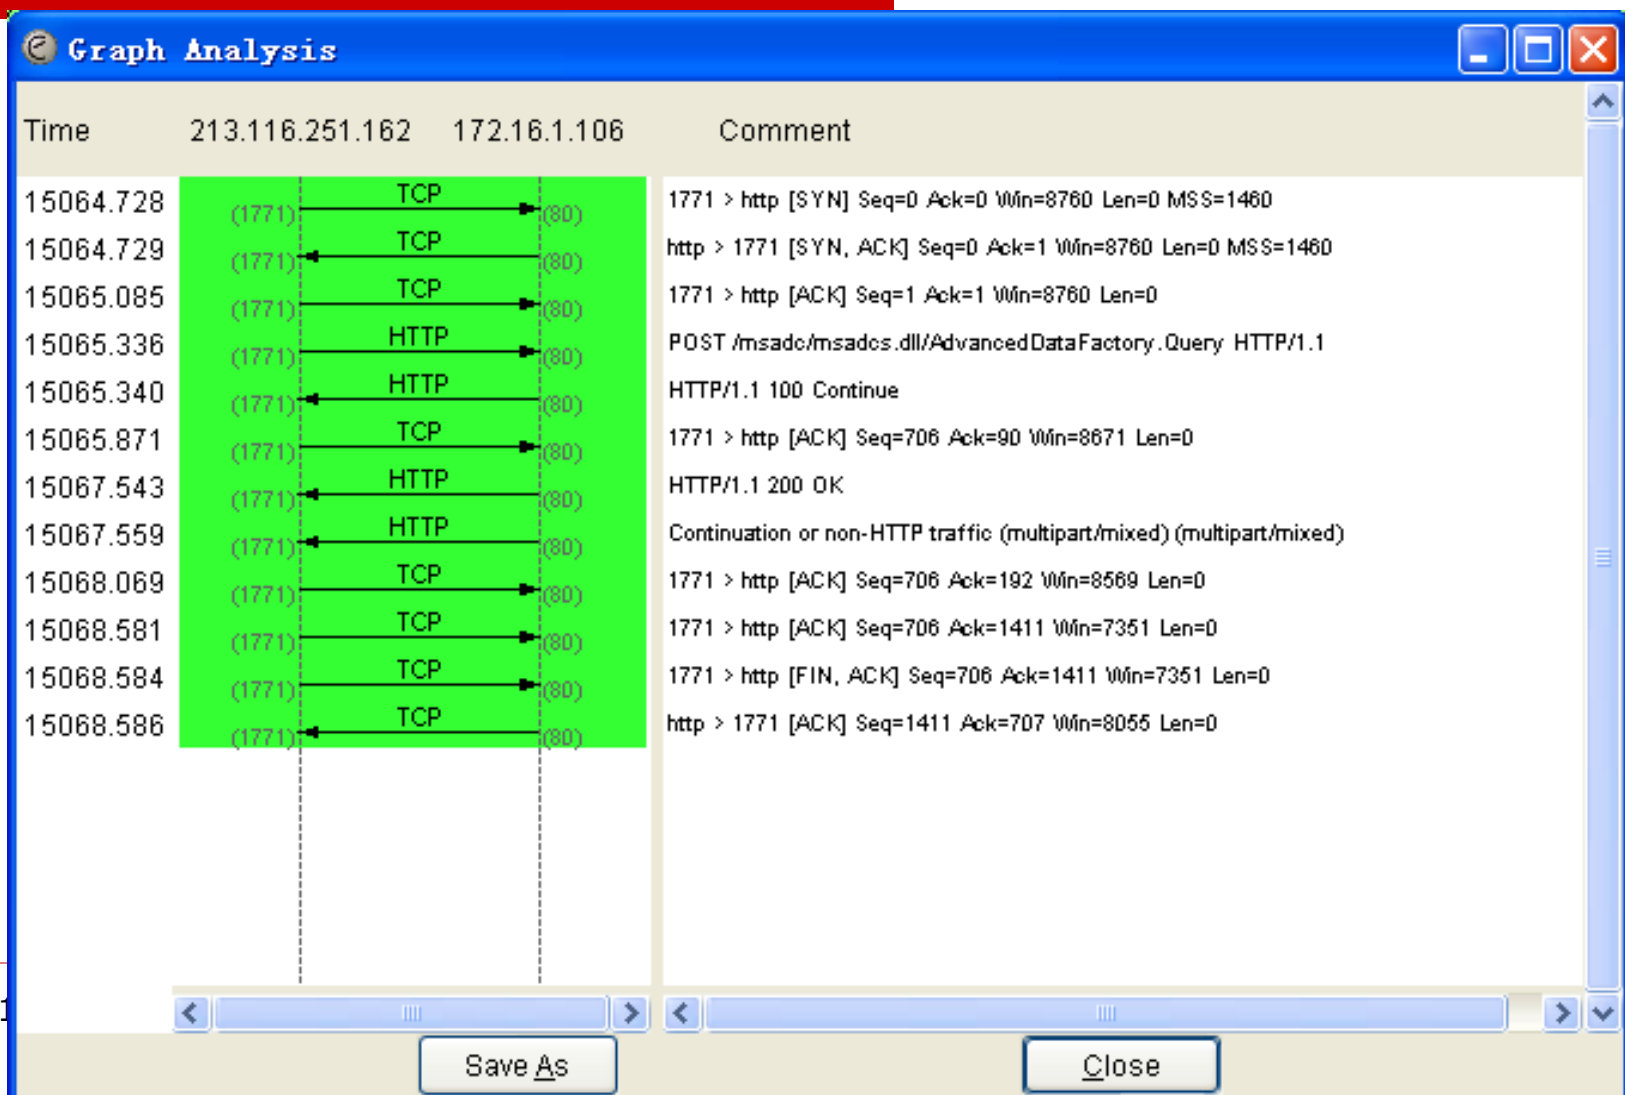 Graph Analysis
Time 213.116.251.162 172.16.1.106 Comment
15064.728 (1771) TCP (80) 1771 > http [SYN] Seq=0 Ack=0 Win=8760 Len=0 MSS=1460
15064.729 (1771) TCP (80) http > 1771 [SYN, ACK] Seq=0 Ack=1 Win=8760 Len=0 MSS=1460
15065.085 (1771) TCP (80) 1771 > http [ACK] Seq=1 Ack=1 Win=8760 Len=0
15065.336 (1771) HTTP (80) POST /msadc/msadcs.dll/AdvancedDataFactory.Query HTTP/1.1
15065.340 (1771) HTTP (80) HTTP/1.1 100 Continue
15065.871 (1771) TCP (80) 1771 > http [ACK] Seq=706 Ack=90 Win=8671 Len=0
15067.543 (1771) HTTP (80) HTTP/1.1 200 OK
15067.559 (1771) HTTP (80) Continuation or non-HTTP traffic (multipart/mixed) (multipart/mixed)
15068.069 (1771) TCP (80) 1771 > http [ACK] Seq=706 Ack=192 Win=8569 Len=0
15068.581 (1771) TCP (80) 1771 > http [ACK] Seq=706 Ack=1411 Win=7351 Len=0
15068.584 (1771) TCP (80) 1771 > http [FIN, ACK] Seq=706 Ack=1411 Win=7351 Len=0
15068.586 (1771) TCP (80) http > 1771 [ACK] Seq=1411 Ack=707 Win=8055 Len=0
Save As Close